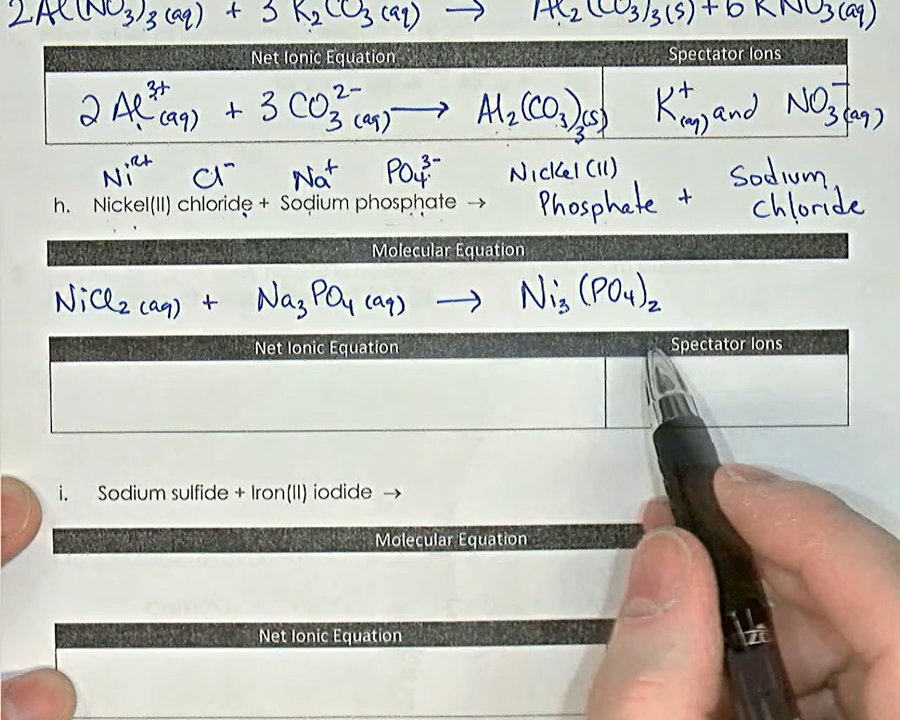 2Al(NO₃)₃(aq) + 3 K₂CO₃(aq) → Al₂(CO₃)₃(s) + 6 KNO₃(aq)
Net Ionic Equation Spectator Ions
2 Al³⁺(aq) + 3 CO₃²⁻(aq) → Al₂(CO₃)₃(s) K⁺(aq) and NO₃⁻(aq)
Ni²⁺ Cl⁻ Na⁺ PO₄³⁻ Nickel (II) Sodium
h. Nickel(II) chloride + Sodium phosphate → Phosphate + Chloride
Molecular Equation
NiCl₂ (aq) + Na₃PO₄ (aq) → Ni₃(PO₄)₂
Net Ionic Equation Spectator Ions
i. Sodium sulfide + Iron(II) iodide →
Molecular Equation
Net Ionic Equation